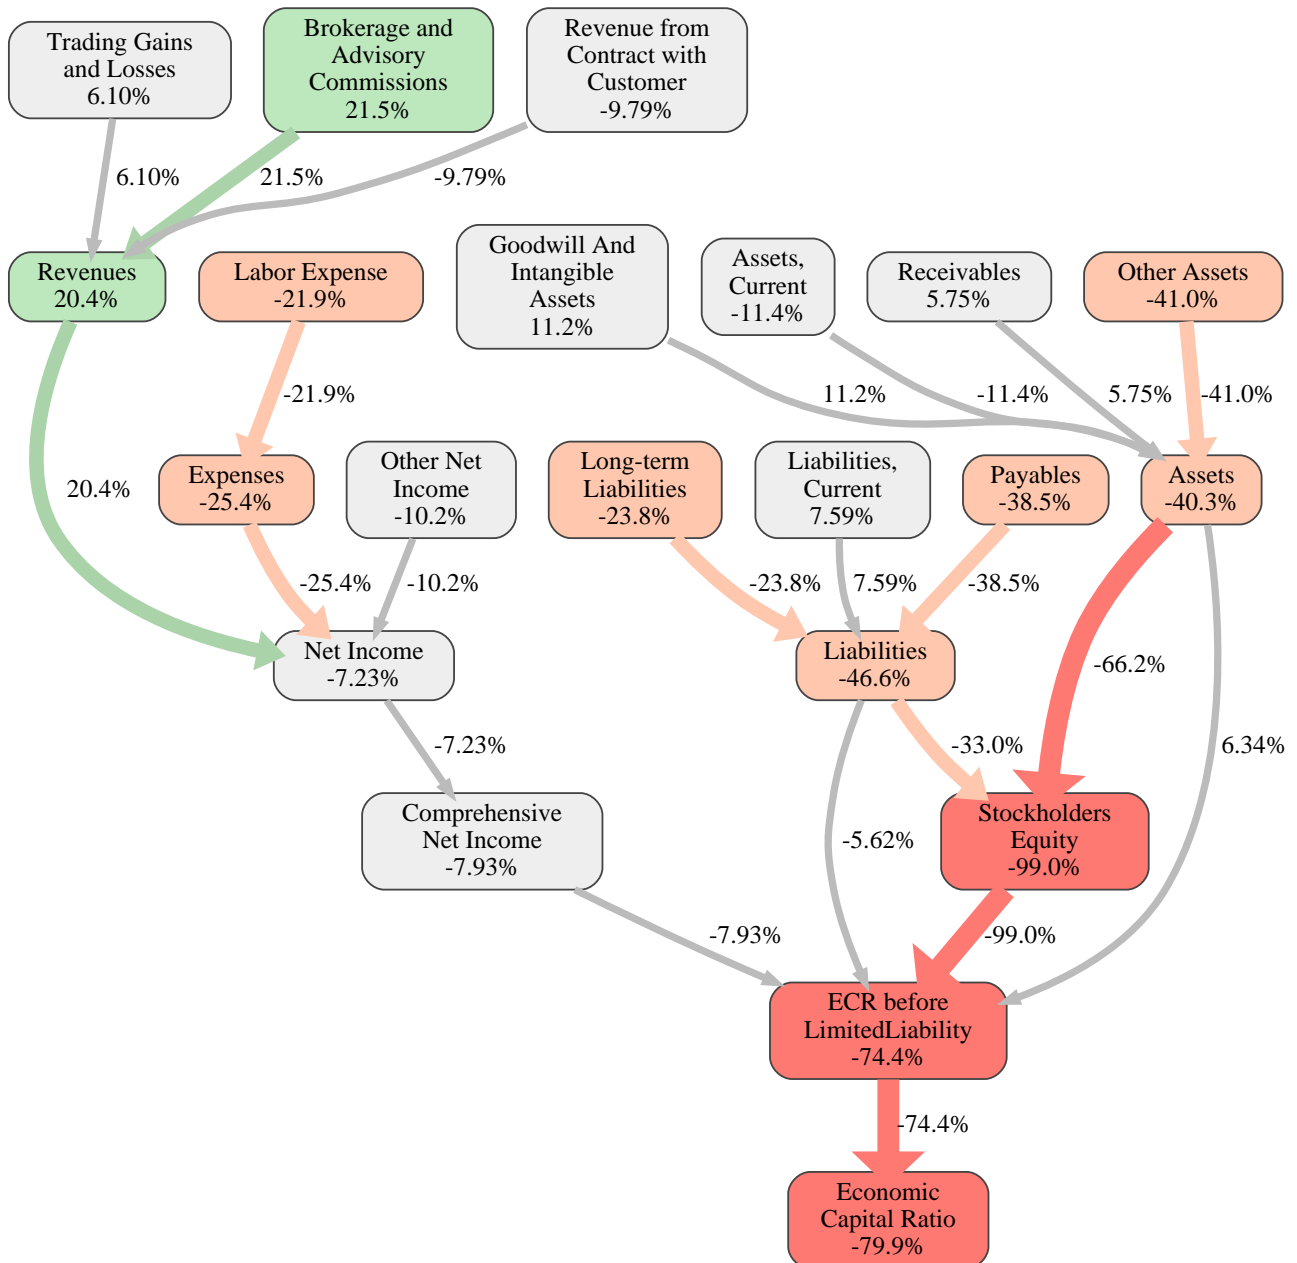 Trading Gains
and Losses
6.10%
Brokerage and
Advisory
Commissions
21.5%
Revenue from
Contract with
Customer
-9.79%
6.10%
21.5%
-9.79%
Revenues
20.4%
Labor Expense
-21.9%
Goodwill And
Intangible
Assets
11.2%
Assets,
Current
-11.4%
Receivables
5.75%
Other Assets
-41.0%
-21.9%
11.2%
-11.4%
5.75%
-41.0%
20.4%
Expenses
-25.4%
Other Net
Income
-10.2%
Long-term
Liabilities
-23.8%
Liabilities,
Current
7.59%
Payables
-38.5%
Assets
-40.3%
-25.4%
-10.2%
-23.8%
7.59%
-38.5%
Net Income
-7.23%
Liabilities
-46.6%
-66.2%
-7.23%
-33.0%
6.34%
Comprehensive
Net Income
-7.93%
-5.62%
Stockholders
Equity
-99.0%
-7.93%
-99.0%
ECR before
LimitedLiability
-74.4%
-74.4%
Economic
Capital Ratio
-79.9%